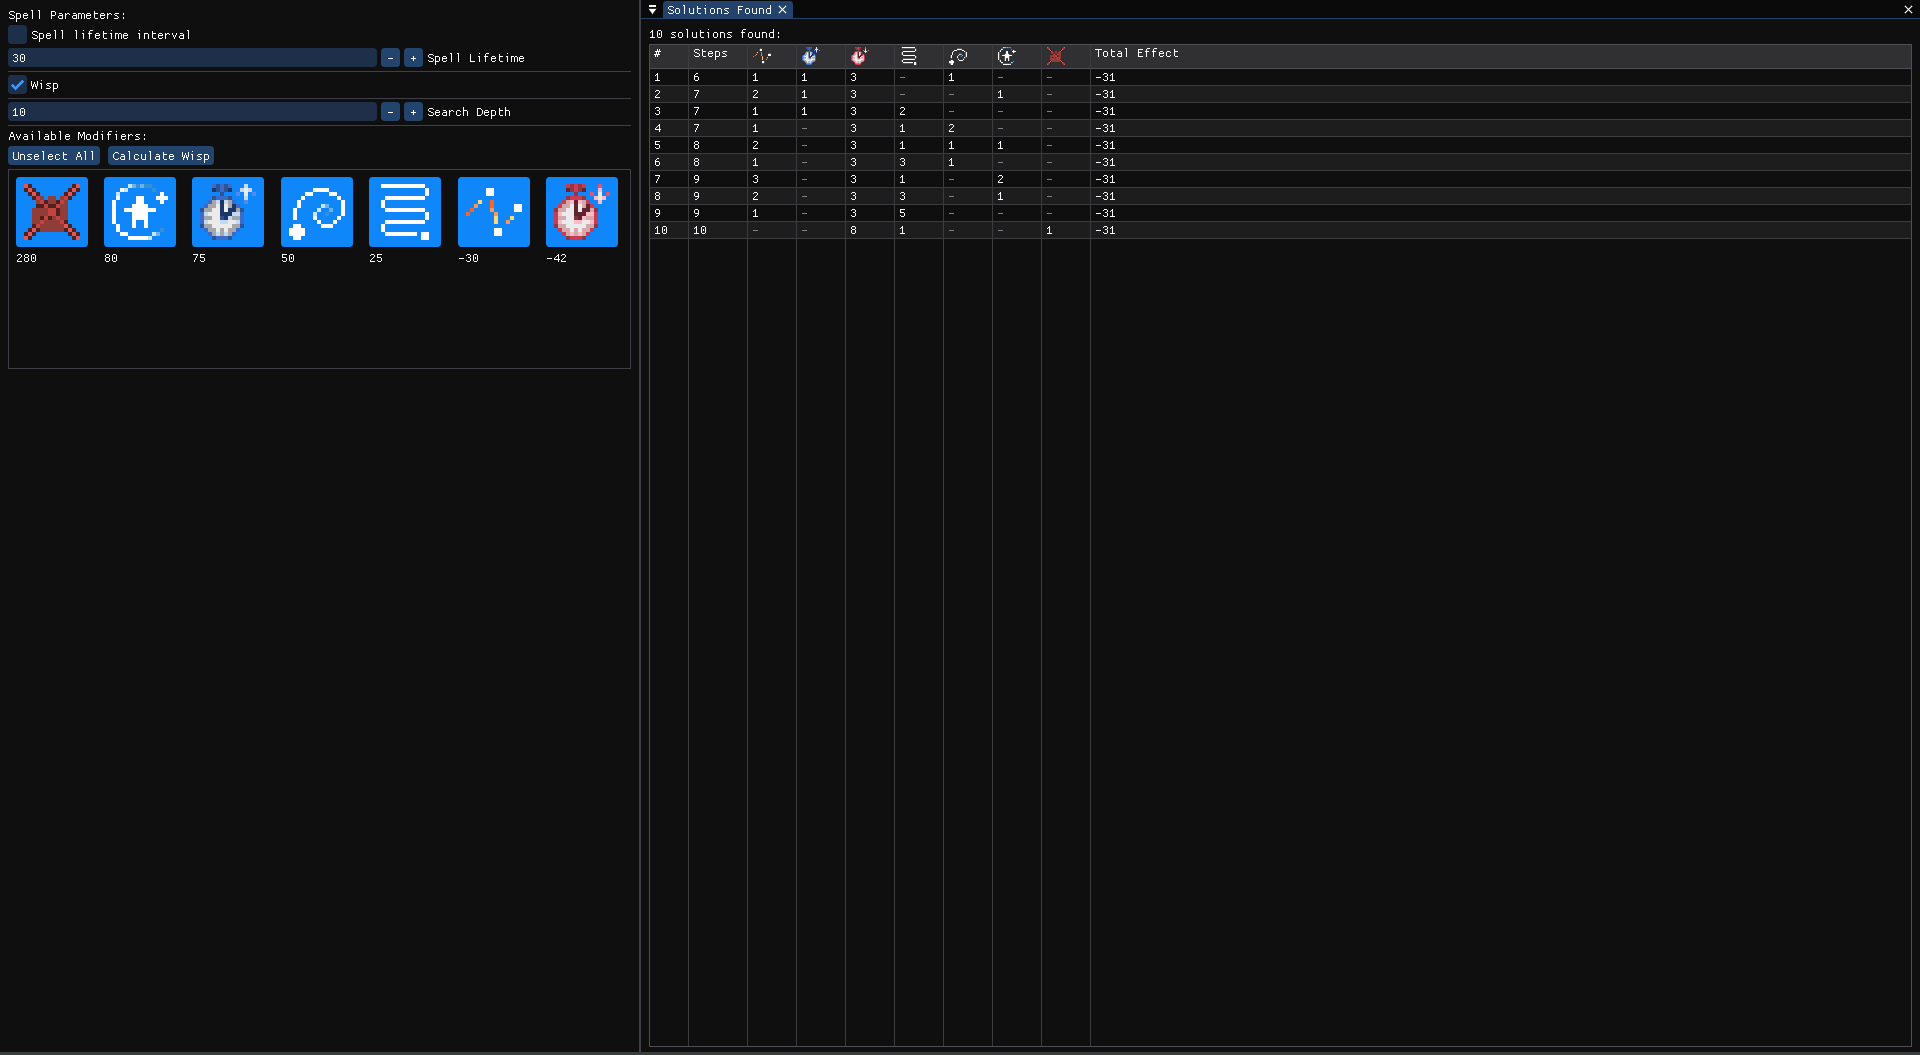 Spell Parameters:
Spell lifetime interval
30 - + Spell Lifetime
Wisp
10 - + Search Depth
Available Modifiers:
Unselect All Calculate Wisp
280 80 75 50 25 -30 -42
Solutions Found
10 solutions found:
# Steps Total Effect
1 6 1 1 3 - 1 - - -31
2 7 2 1 3 - - 1 - -31
3 7 1 1 3 2 - - - -31
4 7 1 - 3 1 2 - - -31
5 8 2 - 3 1 1 1 - -31
6 8 1 - 3 3 1 - - -31
7 9 3 - 3 1 - 2 - -31
8 9 2 - 3 3 - 1 - -31
9 9 1 - 3 5 - - - -31
10 10 - - 8 1 - - 1 -31